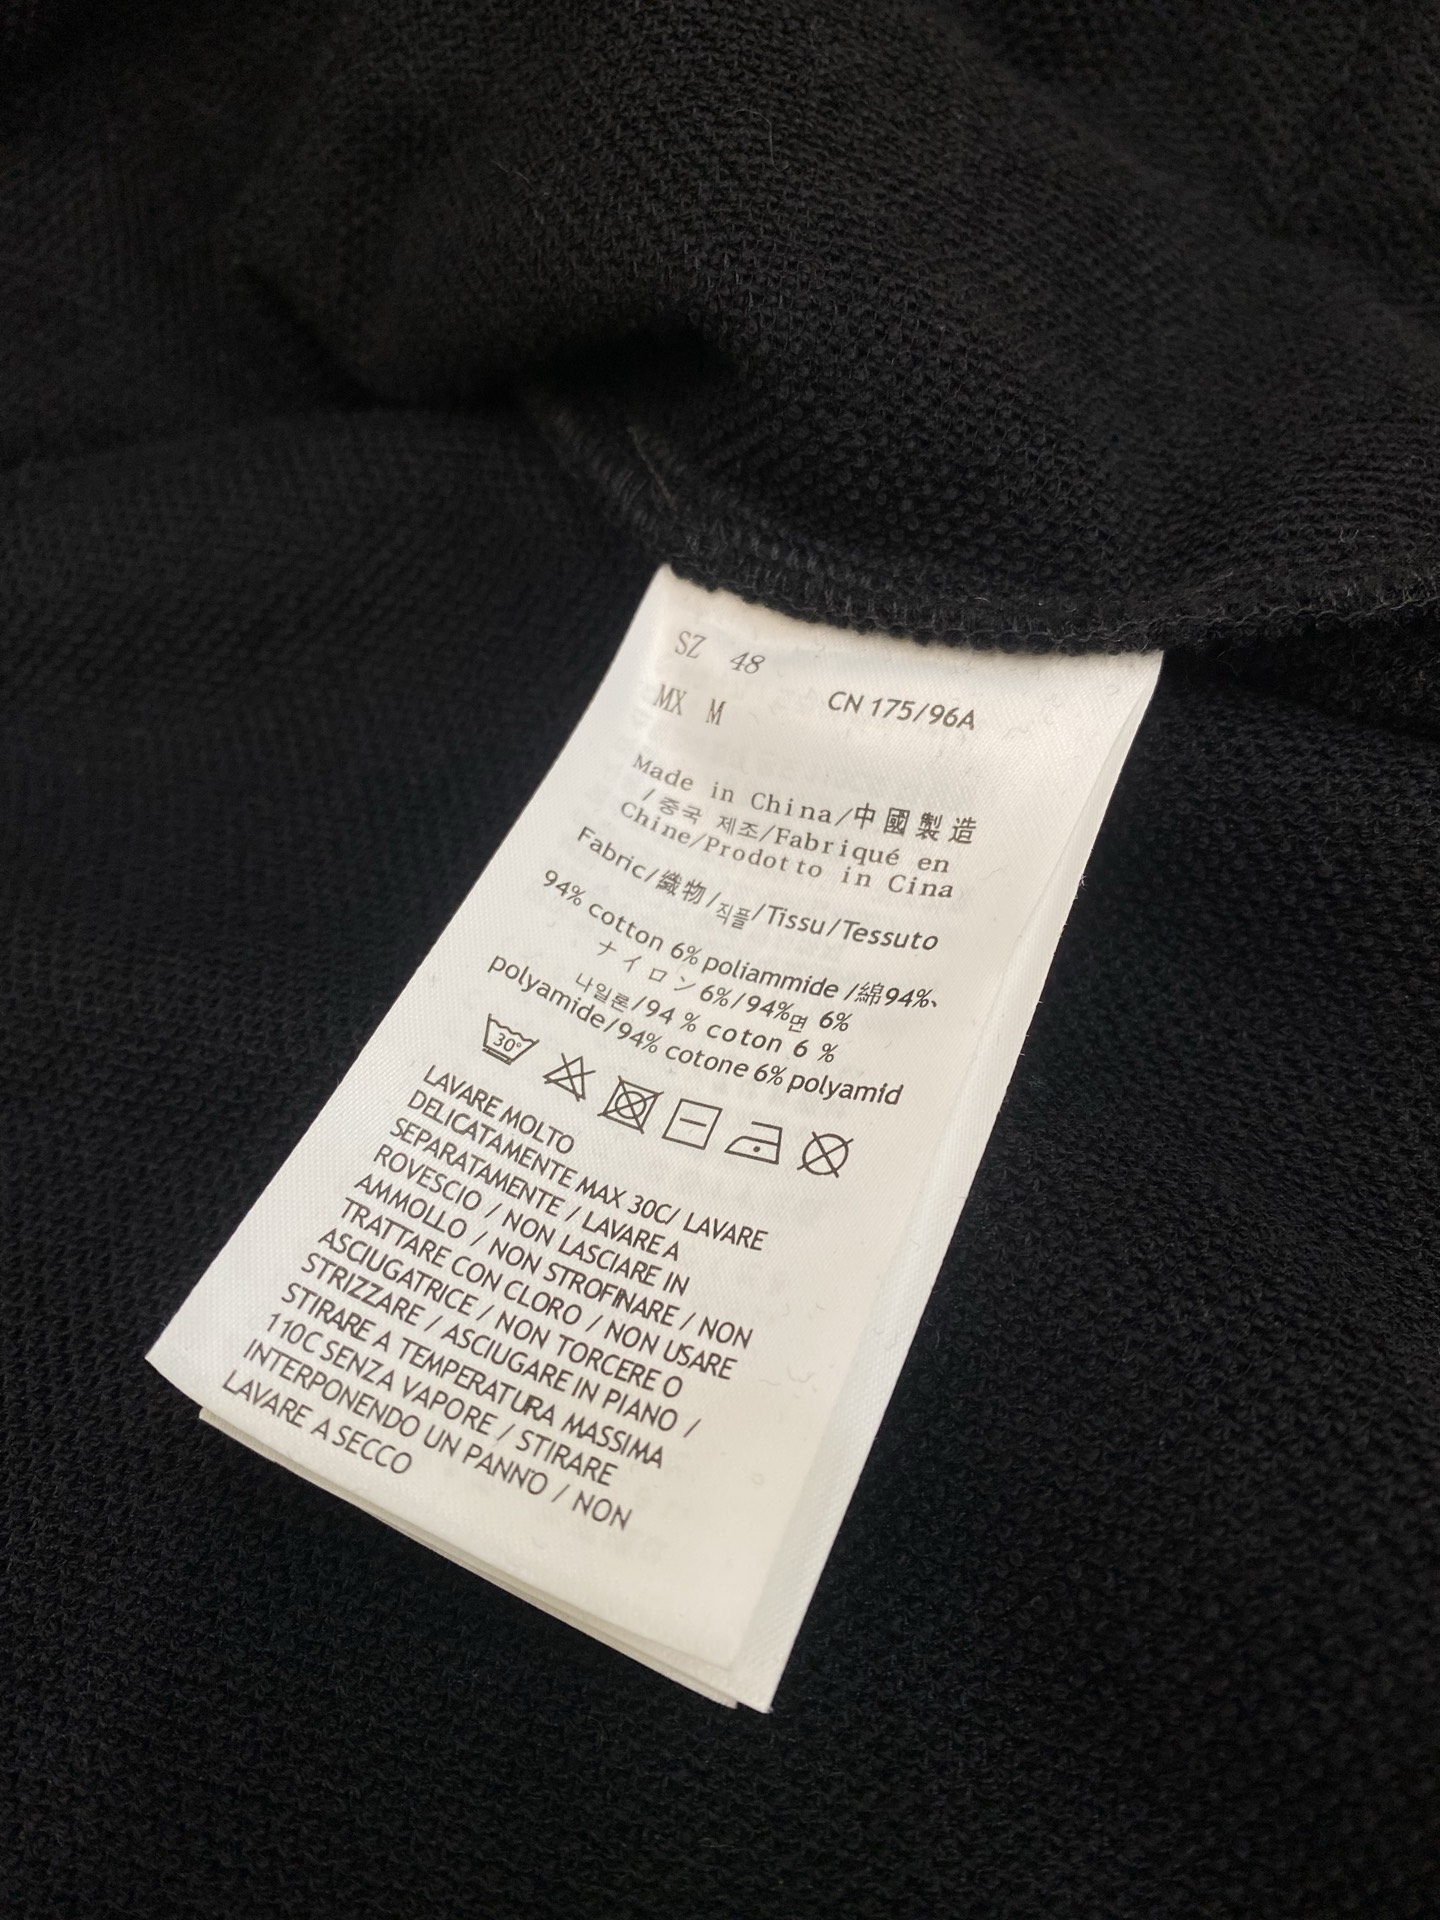 SZ 48
CN 175/96A
MX M
Made in China/中國製造
/중국 제조/Fabriqué en
Chine/Prodotto in Cina
Fabric/織物/직플/Tissu/Tessuto
94% cotton 6% poliammide /綿94%、
ナイロン 6%/94%면 6%
나일론/94 % coton 6 %
polyamide/94% cotone 6% polyamid
30°
LAVARE MOLTO
DELICATAMENTE MAX 30C/ LAVARE
SEPARATAMENTE / LAVARE A
ROVESCIO / NON LASCIARE IN
AMMOLLO / NON STROFINARE / NON
TRATTARE CON CLORO / NON USARE
ASCIUGATRICE / NON TORCERE O
STRIZZARE / ASCIUGARE IN PIANO /
STIRARE A TEMPERATURA MASSIMA
110C SENZA VAPORE / STIRARE
INTERPONENDO UN PANNO / NON
LAVARE A SECCO